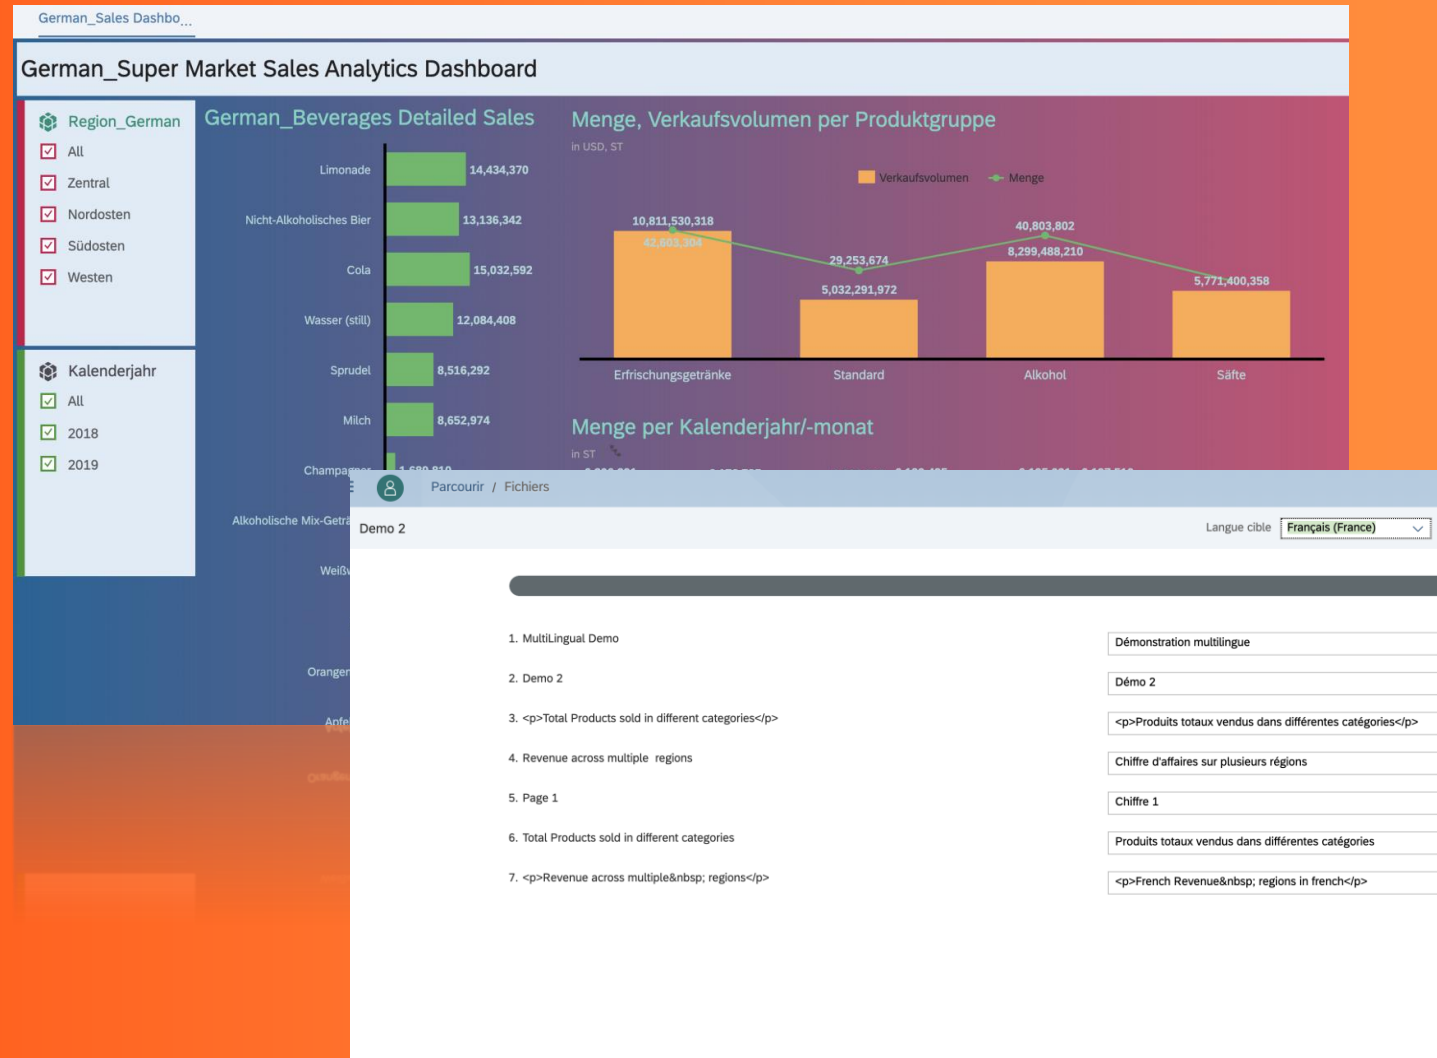 German_Sales Dashbo...
German_Super Market Sales Analytics Dashboard
Region_German
All
Zentral
Nordosten
Südosten
Westen
Kalenderjahr
All
2018
2019
German_Beverages Detailed Sales
Limonade 14,434,370
Nicht-Alkoholisches Bier 13,136,342
Cola 15,032,592
Wasser (still) 12,084,408
Sprudel 8,516,292
Milch 8,652,974
Menge, Verkaufsvolumen per Produktgruppe
in USD, ST
Verkaufsvolumen Menge
10,811,530,318
42,603,304
29,253,674
5,032,291,972
40,803,802
8,299,488,210
5,771,400,358
Erfrischungsgetränke Standard Alkohol Säfte
Menge per Kalenderjahr/-monat
in ST
Alkoholische
Parcourir / Fichiers
Demo 2
Langue cible Français (France)
1. MultiLingual Demo
Démonstration multilingue
2. Demo 2
Démo 2
3. <p>Total Products sold in different categories</p>
<p>Produits totaux vendus dans différentes catégories</p>
4. Revenue across multiple regions
Chiffre d'affaires sur plusieurs régions
5. Page 1
Chiffre 1
6. Total Products sold in different categories
Produits totaux vendus dans différentes catégories
7. <p>Revenue across multiple&nbsp; regions</p>
<p>French Revenue&nbsp; regions in french</p>